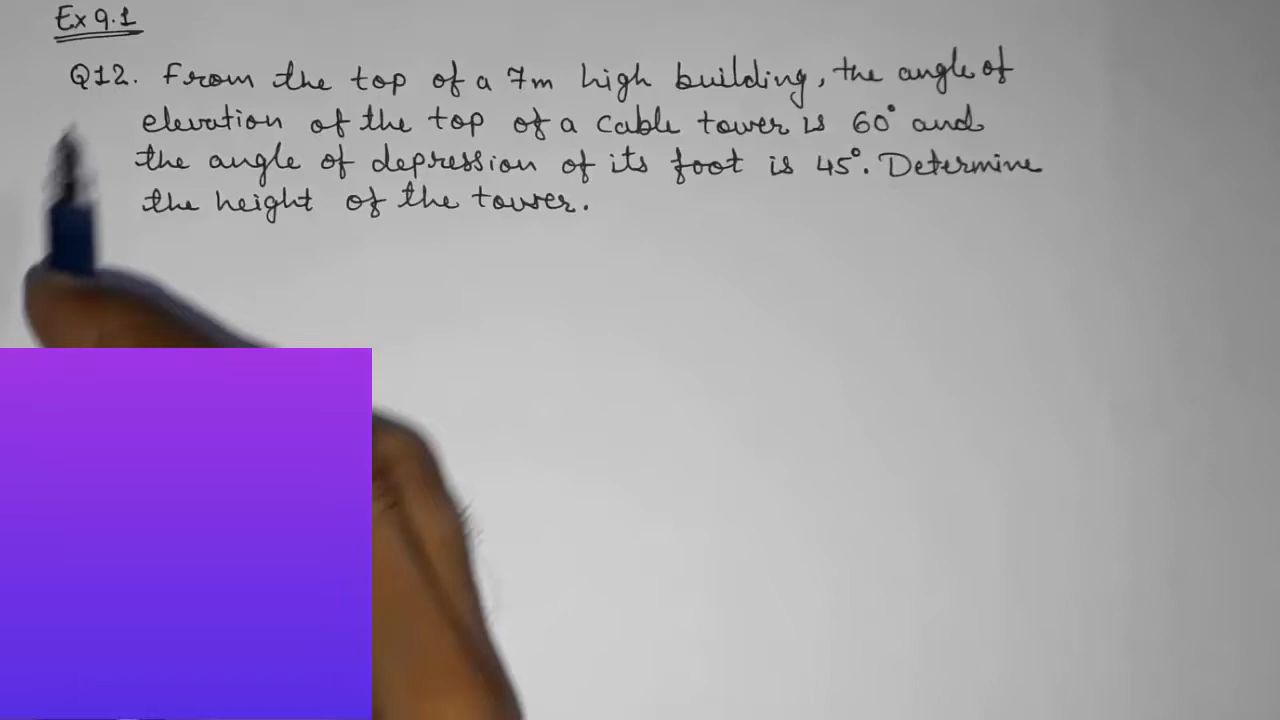 Ex 9.1
Q12. From the top of a 7m high building, the angle of
elevation of the top of a cable tower is 60° and
the angle of depression of its foot is 45°. Determine
the height of the tower.